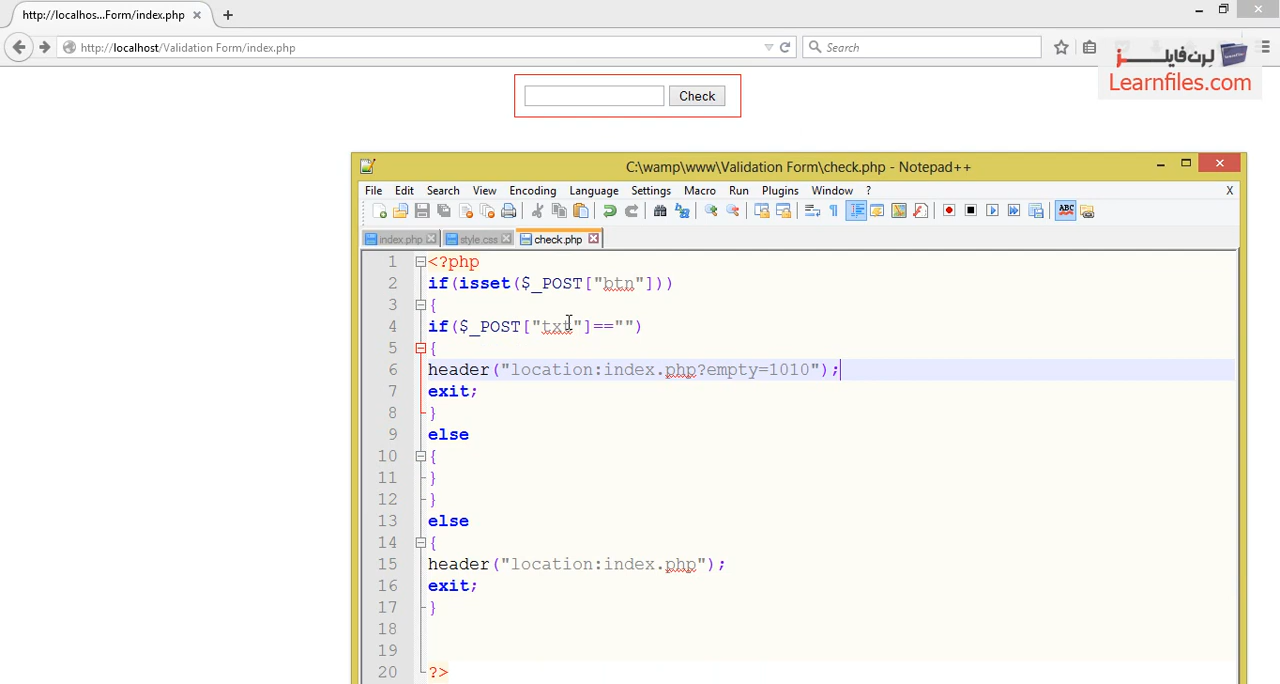 http://localhos...Form/index.php
http://localhost/Validation Form/index.php
Search
لرن‌فایلز
Learnfiles.com
Check
C:\wamp\www\Validation Form\check.php - Notepad++
File Edit Search View Encoding Language Settings Macro Run Plugins Window ? X
index.php style.css check.php
1 <?php
2 if(isset($_POST["btn"]))
3 {
4 if($_POST["txt"]=="")
5 {
6 header("location:index.php?empty=1010");
7 exit;
8 }
9 else
10 {
11 }
12 }
13 else
14 {
15 header("location:index.php");
16 exit;
17 }
18
19
20 ?>